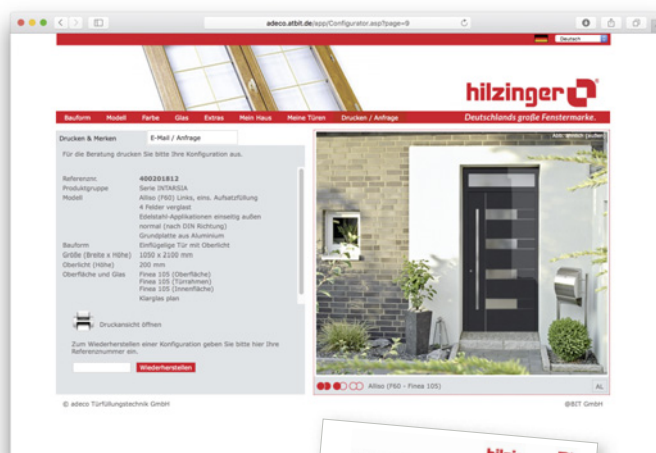 adeco.atbit.de/app/Configurator.asp?page=9
Deutsch
hilzinger
Bauform Modell Farbe Glas Extras Mein Haus Meine Türen Drucken / Anfrage
Deutschlands große Fenstermarke.
Drucken & Merken
E-Mail / Anfrage
Für die Beratung drucken Sie bitte Ihre Konfiguration aus.
Referenznr. 400201812
Produktgruppe Serie INTARSIA
Modell Aliiso (F60) Links, eins. Aufsatzfüllung
4 Felder verglast
Edelstahl-Applikationen einseitig außen
normal (nach DIN Richtung)
Grundplatte aus Aluminium
Bauform Einflügelige Tür mit Oberlicht
Größe (Breite x Höhe) 1000 x 2100 mm
Oberlicht (Höhe) 200 mm
Oberfläche und Glas Finea 105 (Oberfläche)
Finea 105 (Türrahmen)
Finea 105 (Innenfläche)
Klarglas plan
Druckansicht öffnen
Zum Wiederherstellen einer Konfiguration geben Sie bitte hier Ihre
Referenznummer ein.
Wiederherstellen
Aliiso (F60 - Finea 105)
AL
© adeco Türfüllungstechnik GmbH
@BIT GmbH
hilzinger